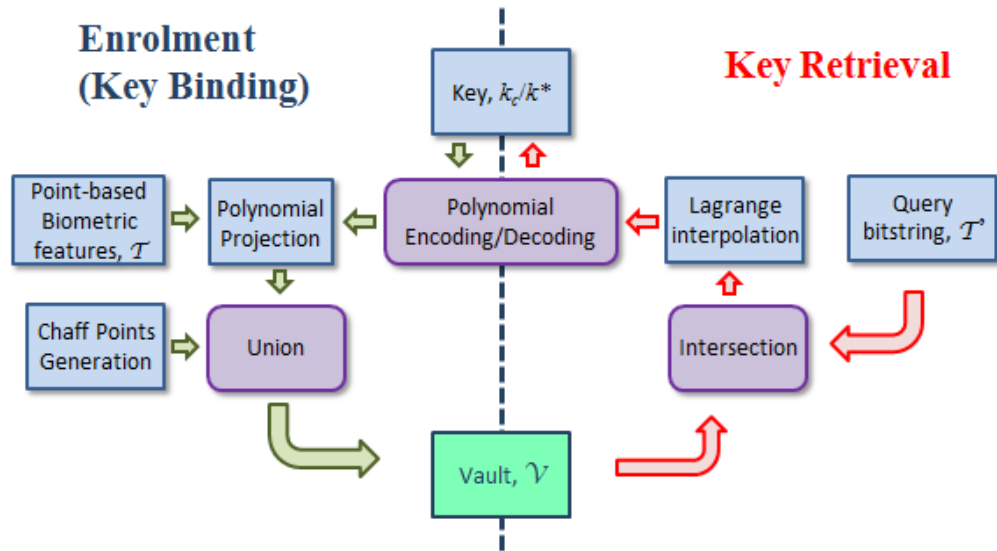 Enrolment
(Key Binding)
Key Retrieval
Key, k_c/k*
Point-based
Biometric
features, 𝒯
Polynomial
Projection
Polynomial
Encoding/Decoding
Lagrange
interpolation
Query
bitstring, 𝒯’
Chaff Points
Generation
Union
Intersection
Vault, 𝒱